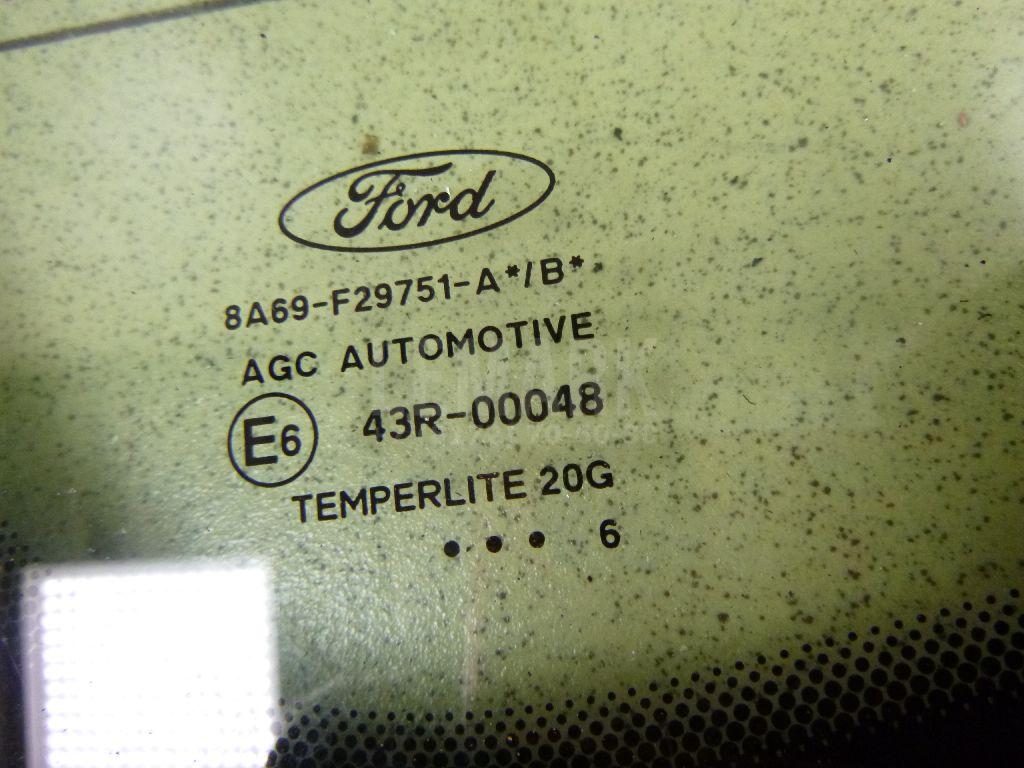 Ford
8A69-F29751-A*/B*
AGC AUTOMOTIVE
E6 43R-00048
TEMPERLITE 20G
• • • 6